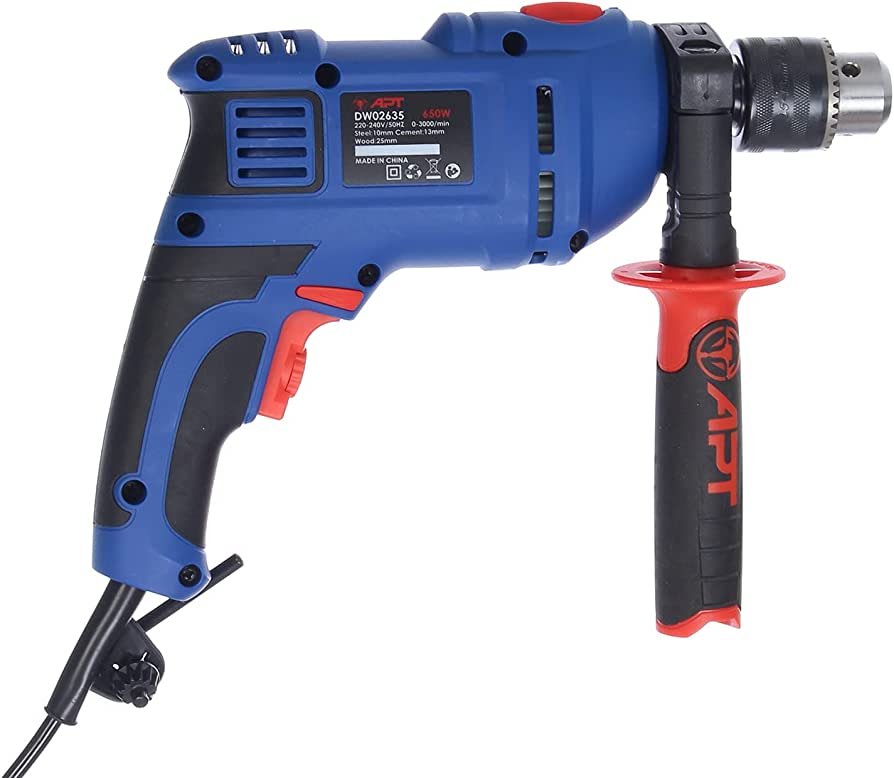 APT
DW02635 650W
220-240V/50HZ 0-3000/min
Steel:10mm Cement:13mm
Wood:25mm
MADE IN CHINA
APT